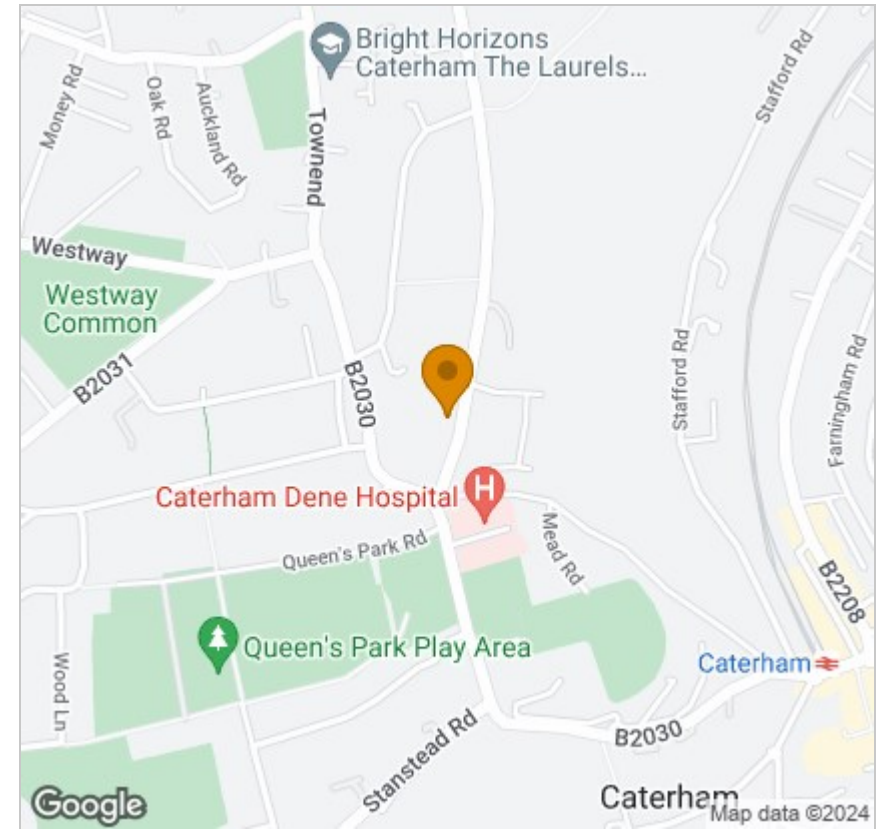 Bright Horizons
Caterham The Laurels...
Stafford Rd
Money Rd
Oak Rd
Auckland Rd
Townend
Westway
Westway
Common
B2031
B2030
Stafford Rd
Farningham Rd
Caterham Dene Hospital
H
Queen's Park Rd
Mead Rd
B2208
Queen's Park Play Area
Caterham
Wood Ln
Stanstead Rd
B2030
Caterham
Google
Map data ©2024